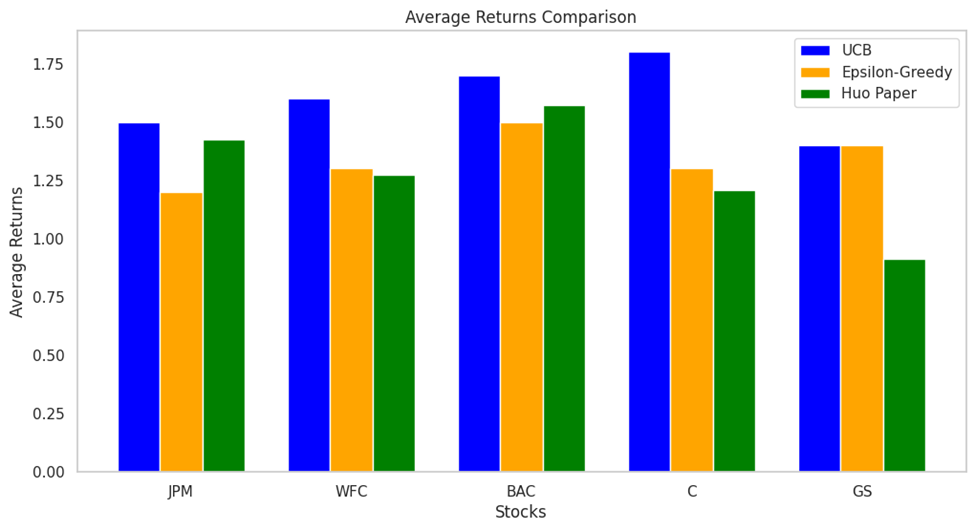 Average Returns Comparison
UCB
Epsilon-Greedy
Huo Paper
Average Returns
1.75
1.50
1.25
1.00
0.75
0.50
0.25
0.00
JPM WFC BAC C GS
Stocks